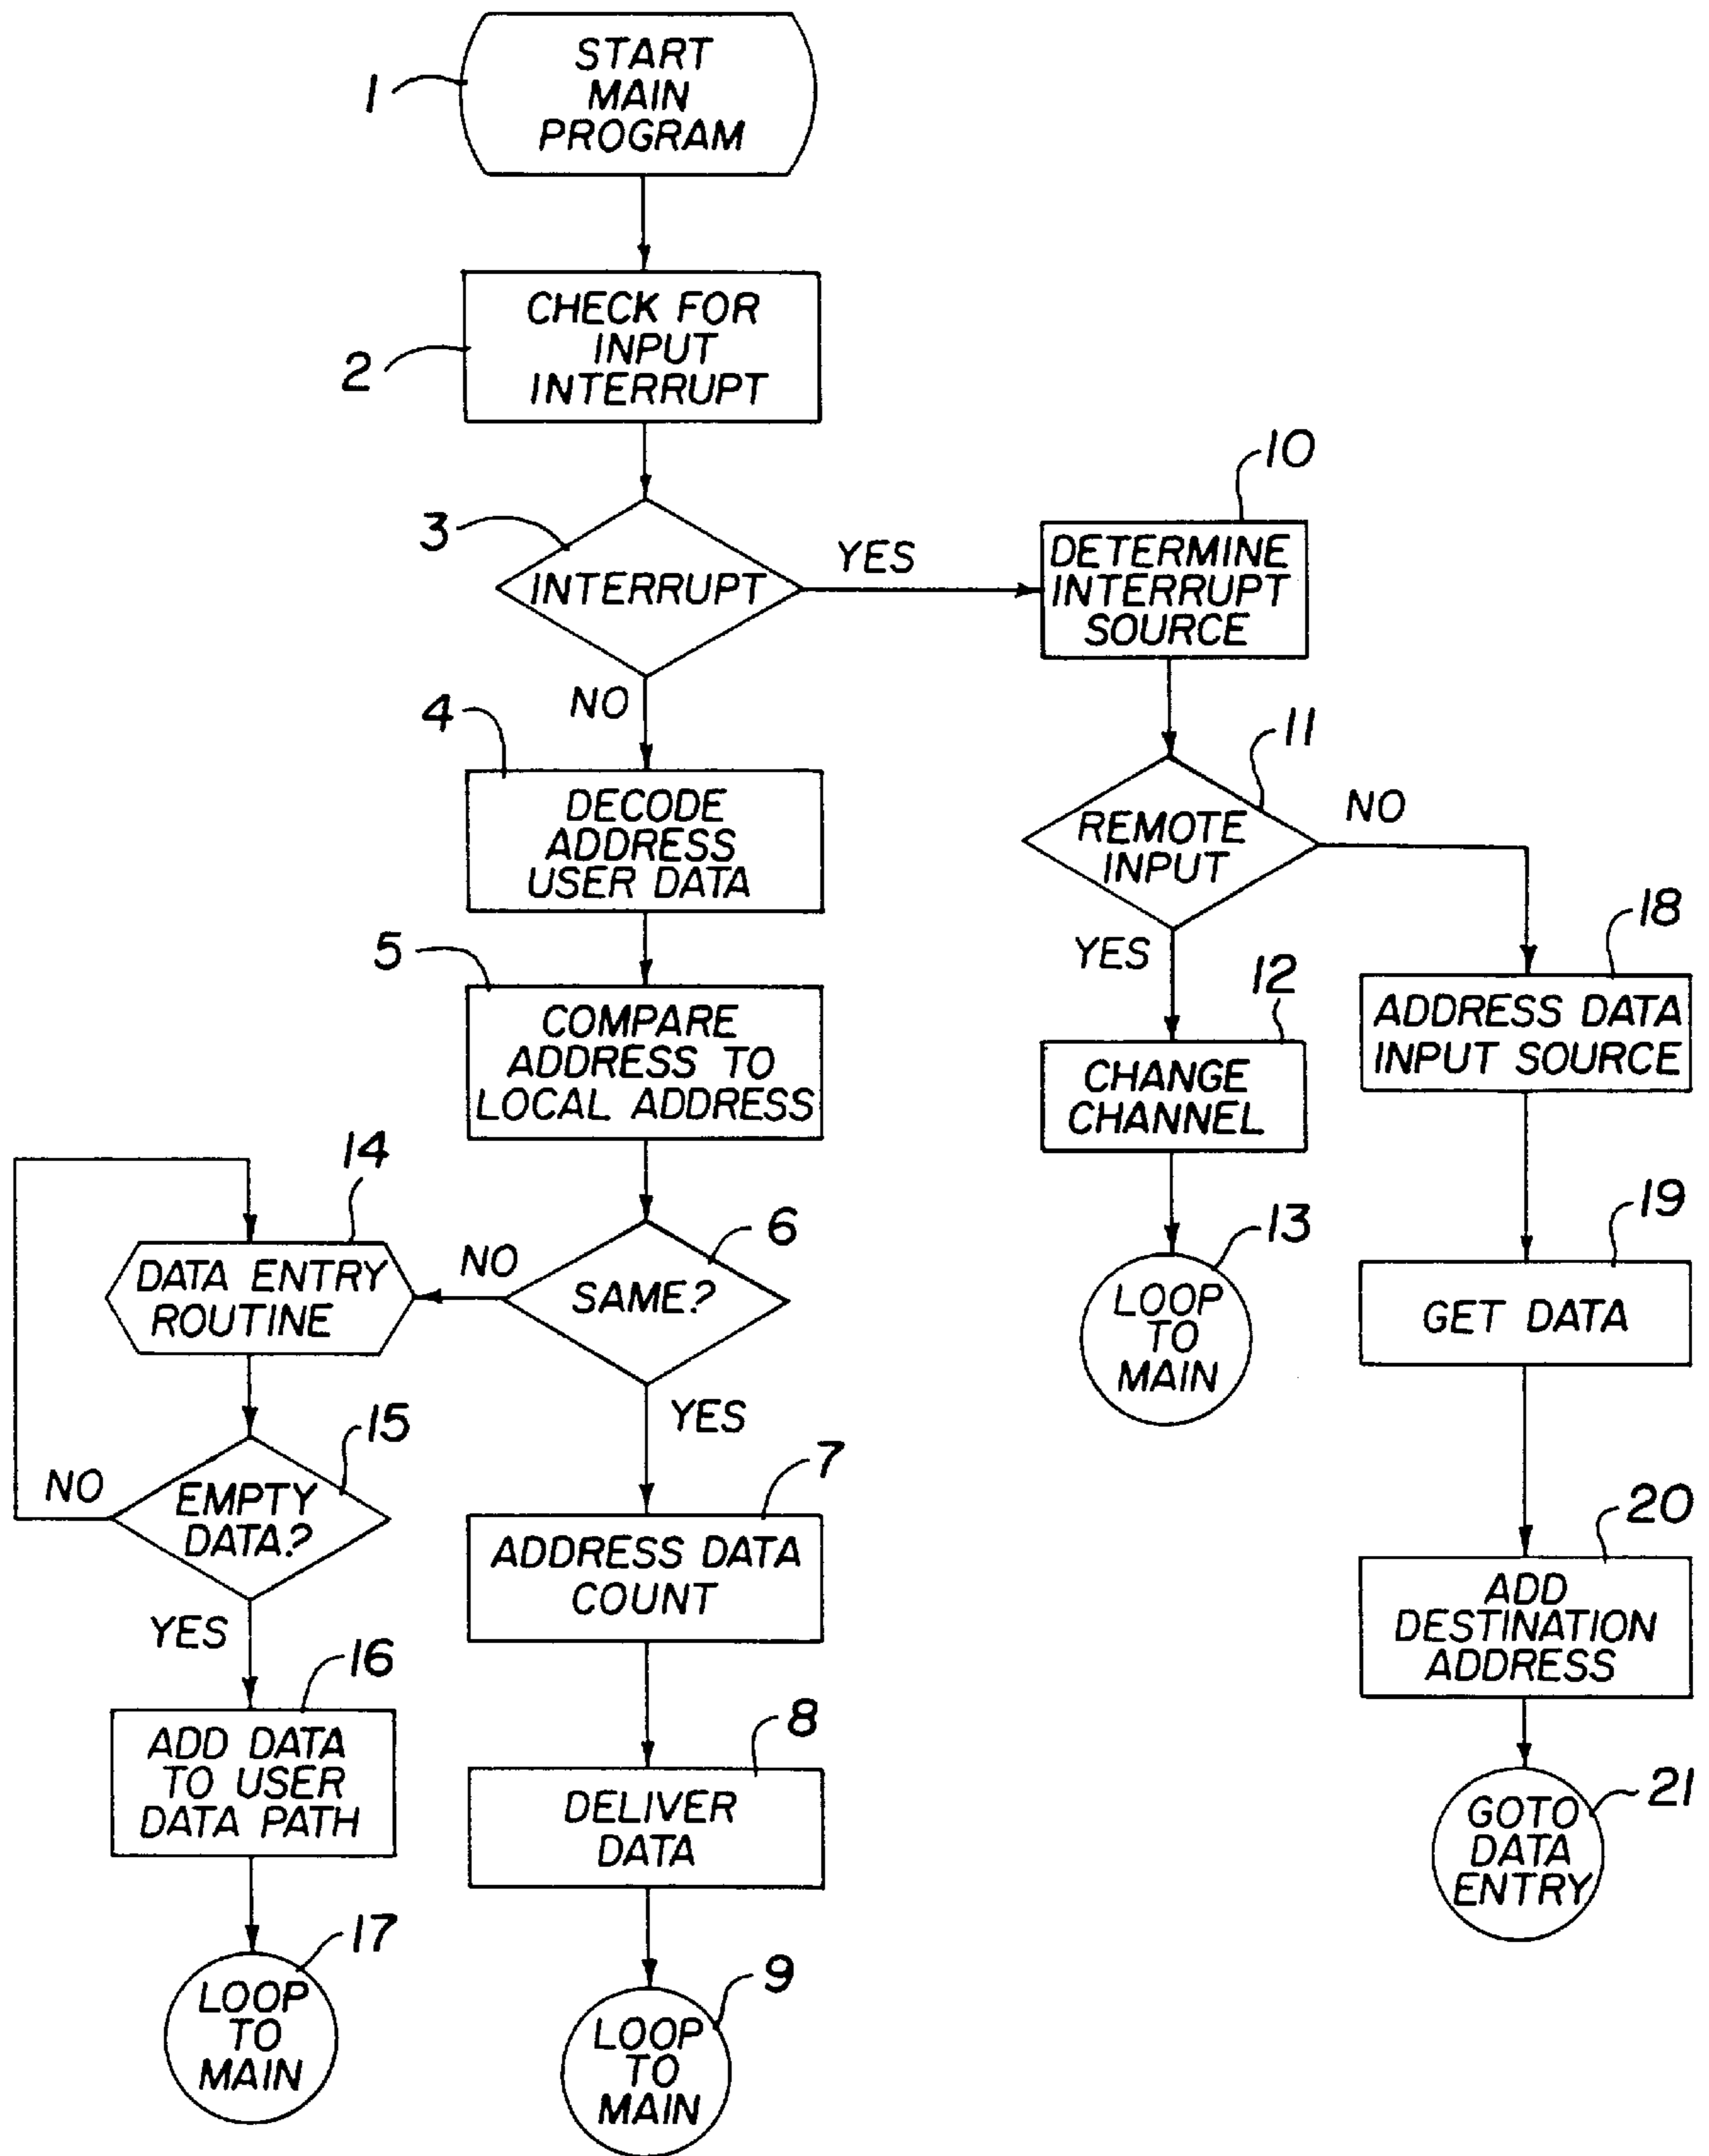 START
MAIN
PROGRAM
1
CHECK FOR
INPUT
INTERRUPT
2
3
INTERRUPT
YES
NO
10
DETERMINE
INTERRUPT
SOURCE
4
DECODE
ADDRESS
USER DATA
11
REMOTE
INPUT
NO
YES
5
COMPARE
ADDRESS TO
LOCAL ADDRESS
12
CHANGE
CHANNEL
18
ADDRESS DATA
INPUT SOURCE
14
DATA ENTRY
ROUTINE
NO
6
SAME?
YES
13
LOOP
TO
MAIN
19
GET DATA
15
EMPTY
DATA?
NO
YES
7
ADDRESS DATA
COUNT
20
ADD
DESTINATION
ADDRESS
16
ADD DATA
TO USER
DATA PATH
8
DELIVER
DATA
21
GOTO
DATA
ENTRY
17
LOOP
TO
MAIN
9
LOOP
TO
MAIN